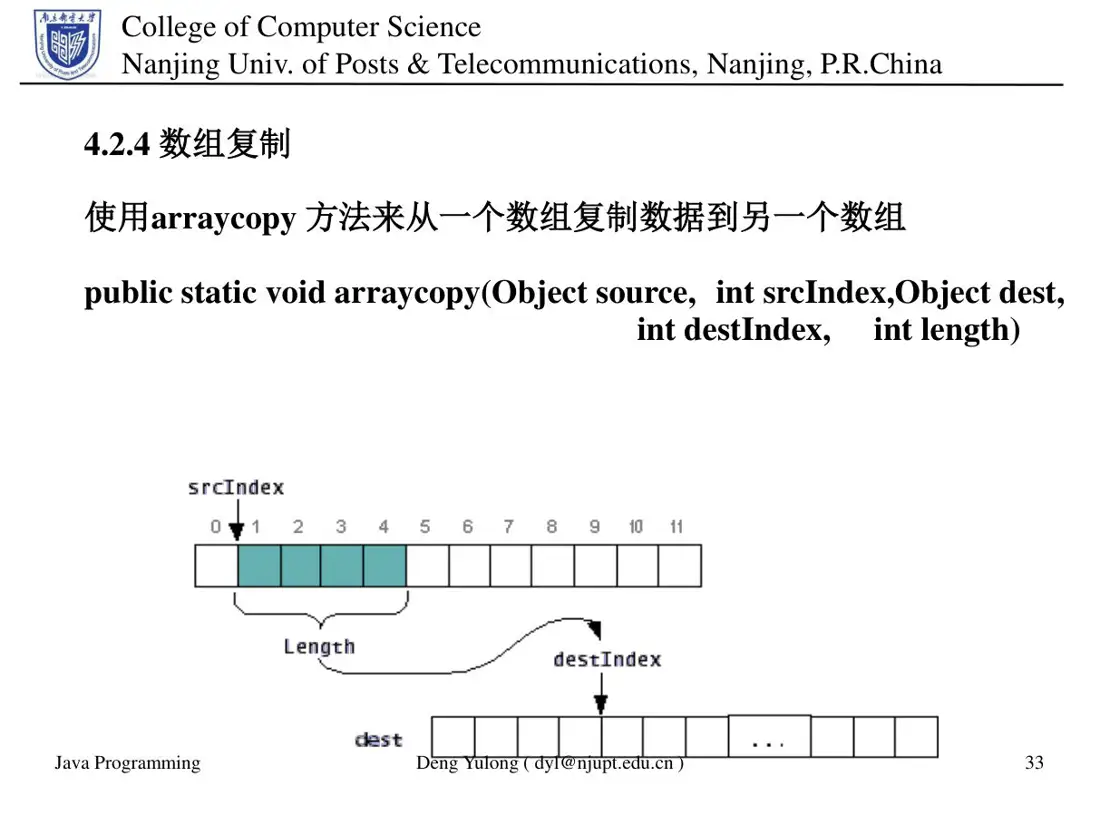 College of Computer Science
Nanjing Univ. of Posts & Telecommunications, Nanjing, P.R.China
4.2.4 数组复制
使用arraycopy 方法来从一个数组复制数据到另一个数组
public static void arraycopy(Object source, int srcIndex,Object dest,
int destIndex, int length)
srcIndex
0 1 2 3 4 5 6 7 8 9 10 11
Length
destIndex
dest
...
Java Programming
Deng Yulong ( dyl@njupt.edu.cn )
33